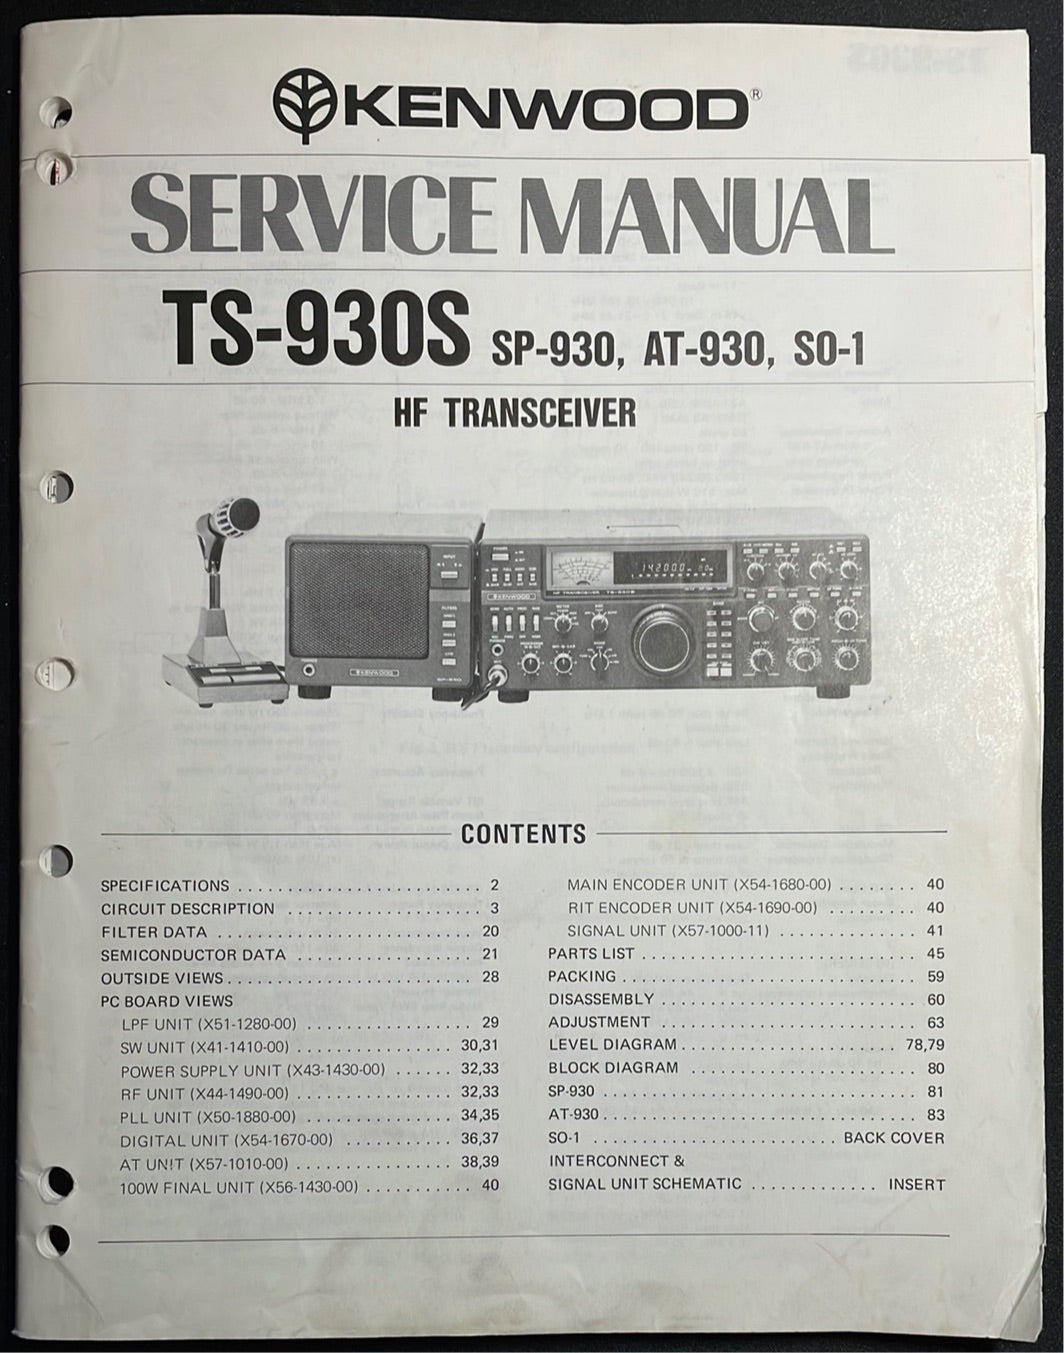 KENWOOD®
SERVICE MANUAL
TS-930S SP-930, AT-930, SO-1
HF TRANSCEIVER
CONTENTS
SPECIFICATIONS . . . . . . . . . . . . . . . . . . . . . . . . 2
CIRCUIT DESCRIPTION . . . . . . . . . . . . . . . . . . . 3
FILTER DATA . . . . . . . . . . . . . . . . . . . . . . . . . 20
SEMICONDUCTOR DATA . . . . . . . . . . . . . . . . . 21
OUTSIDE VIEWS . . . . . . . . . . . . . . . . . . . . . . . . 28
PC BOARD VIEWS
LPF UNIT (X51-1280-00) . . . . . . . . . . . . . . . . . 29
SW UNIT (X41-1410-00) . . . . . . . . . . . . . . . . 30,31
POWER SUPPLY UNIT (X43-1430-00) . . . . . . 32,33
RF UNIT (X44-1490-00) . . . . . . . . . . . . . . . . 32,33
PLL UNIT (X50-1880-00) . . . . . . . . . . . . . . . . 34,35
DIGITAL UNIT (X54-1670-00) . . . . . . . . . . . 36,37
AT UNIT (X57-1010-00) . . . . . . . . . . . . . . . . 38,39
100W FINAL UNIT (X56-1430-00) . . . . . . . . . . . 40
MAIN ENCODER UNIT (X54-1680-00) . . . . . . . . 40
RIT ENCODER UNIT (X54-1690-00) . . . . . . . . . 40
SIGNAL UNIT (X57-1000-11) . . . . . . . . . . . . . . 41
PARTS LIST . . . . . . . . . . . . . . . . . . . . . . . . . . . 45
PACKING . . . . . . . . . . . . . . . . . . . . . . . . . . . . . 59
DISASSEMBLY . . . . . . . . . . . . . . . . . . . . . . . . . 60
ADJUSTMENT . . . . . . . . . . . . . . . . . . . . . . . . . 63
LEVEL DIAGRAM . . . . . . . . . . . . . . . . . . . . . . 78,79
BLOCK DIAGRAM . . . . . . . . . . . . . . . . . . . . . . 80
SP-930 . . . . . . . . . . . . . . . . . . . . . . . . . . . . . . . 81
AT-930 . . . . . . . . . . . . . . . . . . . . . . . . . . . . . . . 83
SO-1 . . . . . . . . . . . . . . . . . . . . . . . . BACK COVER
INTERCONNECT &
SIGNAL UNIT SCHEMATIC . . . . . . . . . . . . . INSERT